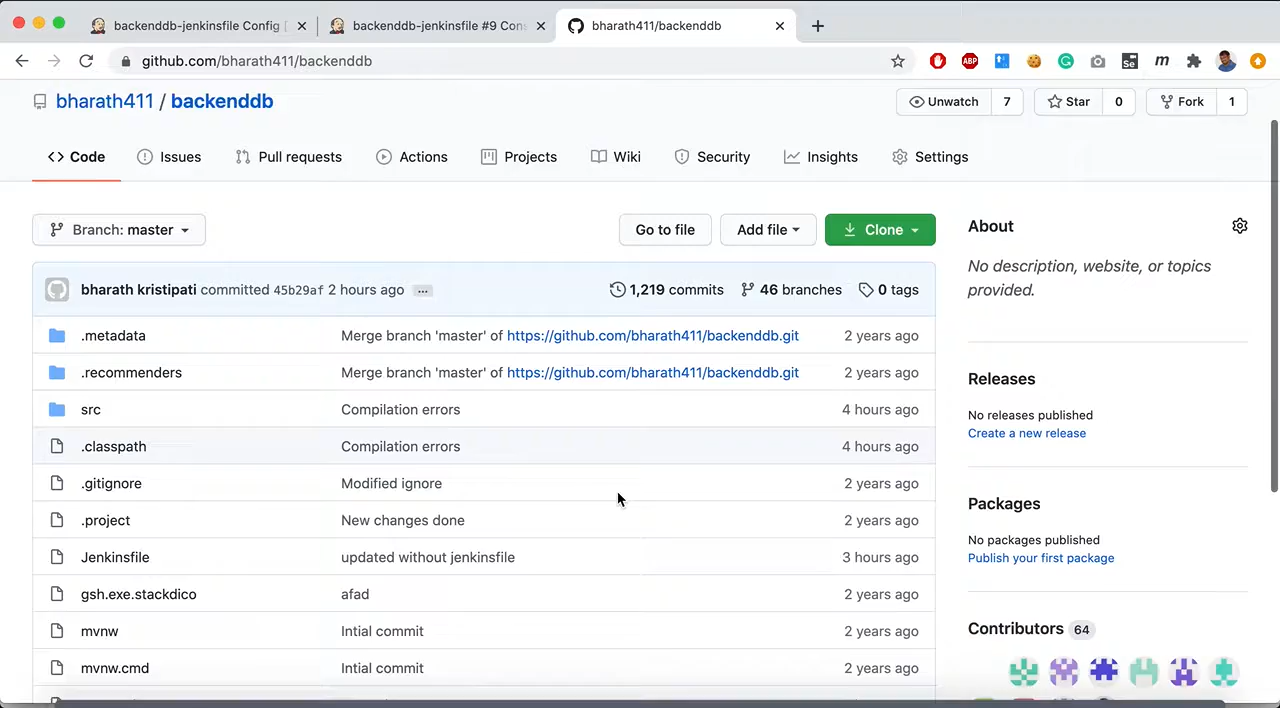 backenddb-jenkinsfile Config [
backenddb-jenkinsfile #9 Cons
bharath411/backenddb
github.com/bharath411/backenddb
ABP
Se
m
bharath411 / backenddb
Unwatch 7
Star 0
Fork 1
Code
Issues
Pull requests
Actions
Projects
Wiki
Security
Insights
Settings
Branch: master
Go to file
Add file
Clone
bharath kristipati committed 45b29af 2 hours ago ...
1,219 commits
46 branches
0 tags
.metadata Merge branch 'master' of https://github.com/bharath411/backenddb.git 2 years ago
.recommenders Merge branch 'master' of https://github.com/bharath411/backenddb.git 2 years ago
src Compilation errors 4 hours ago
.classpath Compilation errors 4 hours ago
.gitignore Modified ignore 2 years ago
.project New changes done 2 years ago
Jenkinsfile updated without jenkinsfile 3 hours ago
gsh.exe.stackdico afad 2 years ago
mvnw Intial commit 2 years ago
mvnw.cmd Intial commit 2 years ago
About
No description, website, or topics
provided.
Releases
No releases published
Create a new release
Packages
No packages published
Publish your first package
Contributors 64